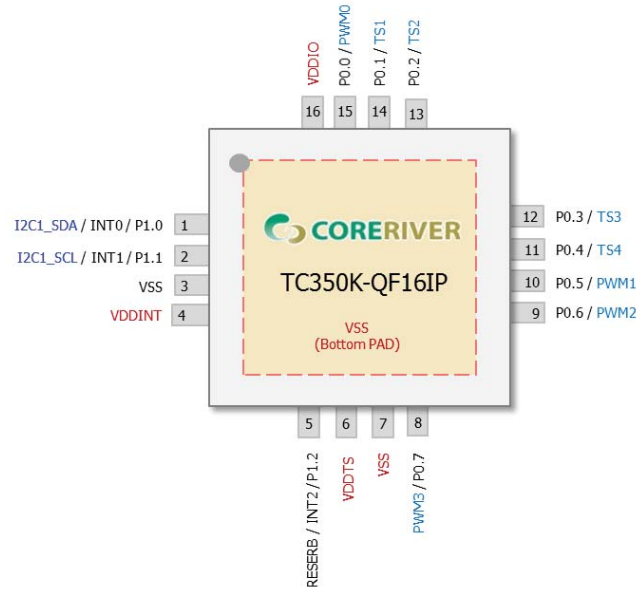 VDDIO
P0.0 / PWM0
P0.1 / TS1
P0.2 / TS2
16
15
14
13
I2C1_SDA / INT0 / P1.0
1
I2C1_SCL / INT1 / P1.1
2
VSS
3
VDDINT
4
CORERIVER
TC350K-QF16IP
VSS
(Bottom PAD)
12
P0.3 / TS3
11
P0.4 / TS4
10
P0.5 / PWM1
9
P0.6 / PWM2
5
6
7
8
RESERB / INT2 / P1.2
VDDTS
VSS
PWM3 / P0.7